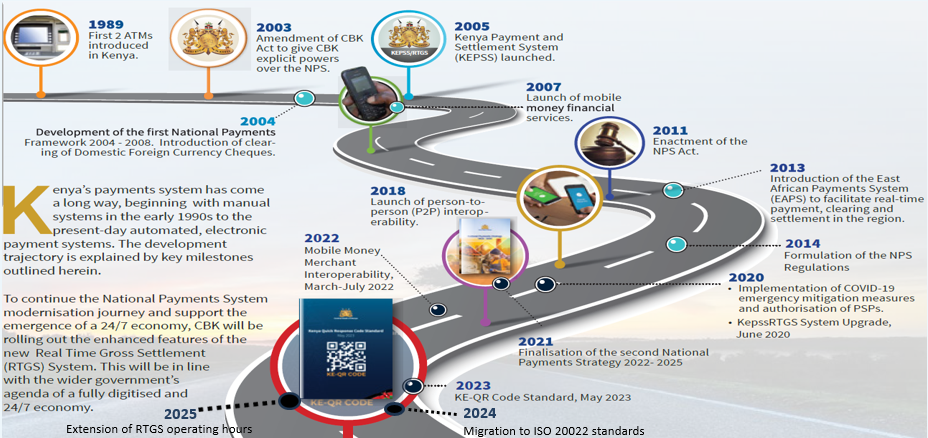 1989
First 2 ATMs
introduced
in Kenya.
2003
Amendment of CBK
Act to give CBK
explicit powers
over the NPS.
KEPSS/RTGS
2005
Kenya Payment and
Settlement System
(KEPSS) launched.
2004
Development of the first National Payments
Framework 2004 - 2008. Introduction of clear-
ing of Domestic Foreign Currency Cheques.
2007
Launch of mobile
money financial
services.
2011
Enactment of the
NPS Act.
2013
Introduction of the East
African Payments System
(EAPS) to facilitate real-time
payment, clearing and
settlement in the region.
2014
Formulation of the NPS
Regulations
2018
Launch of person-to-
person (P2P) interop-
erability.
2020
• Implementation of COVID-19
emergency mitigation measures
and authorisation of PSPs.
• KepssRTGS System Upgrade,
June 2020
2021
Finalisation of the second National
Payments Strategy 2022- 2025
2022
Mobile Money
Merchant
Interoperability,
March-July 2022
Kenya Quick Response Code Standard
May 2023
KE-QR CODE
KE-QR CODE
2023
KE-QR Code Standard, May 2023
2024
Migration to ISO 20022 standards
2025
Extension of RTGS operating hours
Kenya's payments system has come
a long way, beginning with manual
systems in the early 1990s to the
present-day automated, electronic
payment systems. The development
trajectory is explained by key milestones
outlined herein.
To continue the National Payments System
modernisation journey and support the
emergence of a 24/7 economy, CBK will be
rolling out the enhanced features of the
new Real Time Gross Settlement
(RTGS) System. This will be in line
with the wider government's
agenda of a fully digitised and
24/7 economy.